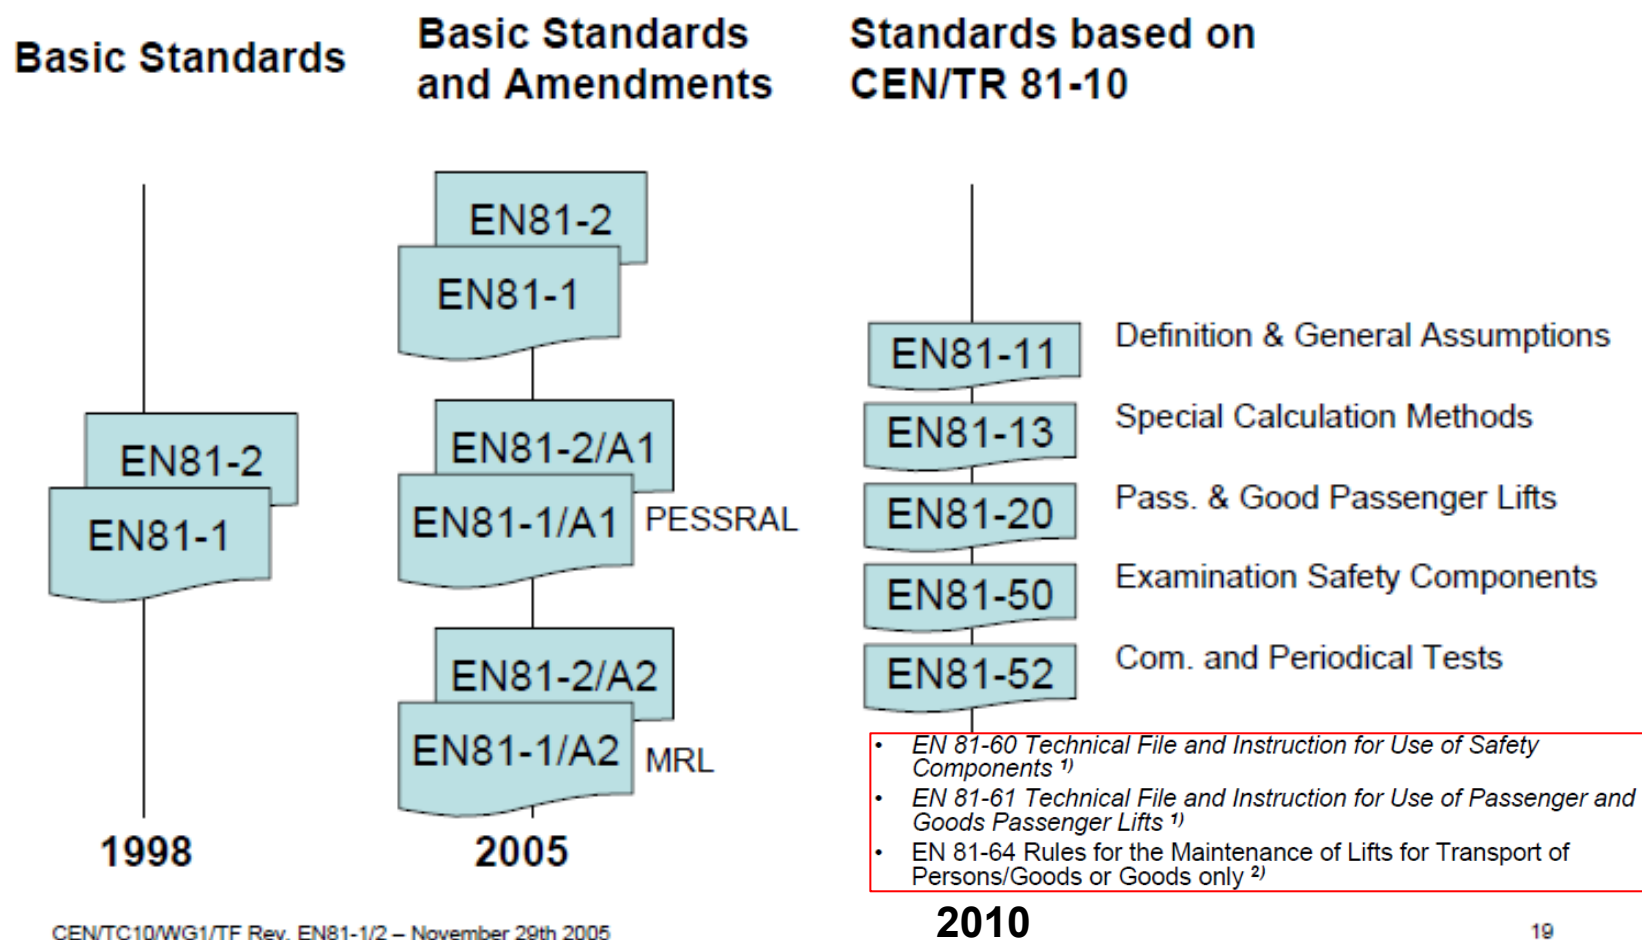 Basic Standards
Basic Standards
and Amendments
Standards based on
CEN/TR 81-10
EN81-2
EN81-1
1998
EN81-2
EN81-1
EN81-2/A1
EN81-1/A1
PESSRAL
EN81-2/A2
EN81-1/A2
MRL
2005
EN81-11
Definition & General Assumptions
EN81-13
Special Calculation Methods
EN81-20
Pass. & Good Passenger Lifts
EN81-50
Examination Safety Components
EN81-52
Com. and Periodical Tests
• EN 81-60 Technical File and Instruction for Use of Safety
Components 1)
• EN 81-61 Technical File and Instruction for Use of Passenger and
Goods Passenger Lifts 1)
• EN 81-64 Rules for the Maintenance of Lifts for Transport of
Persons/Goods or Goods only 2)
2010
CEN/TC10/WG1/TF Rev. EN81-1/2 – November 29th 2005
19